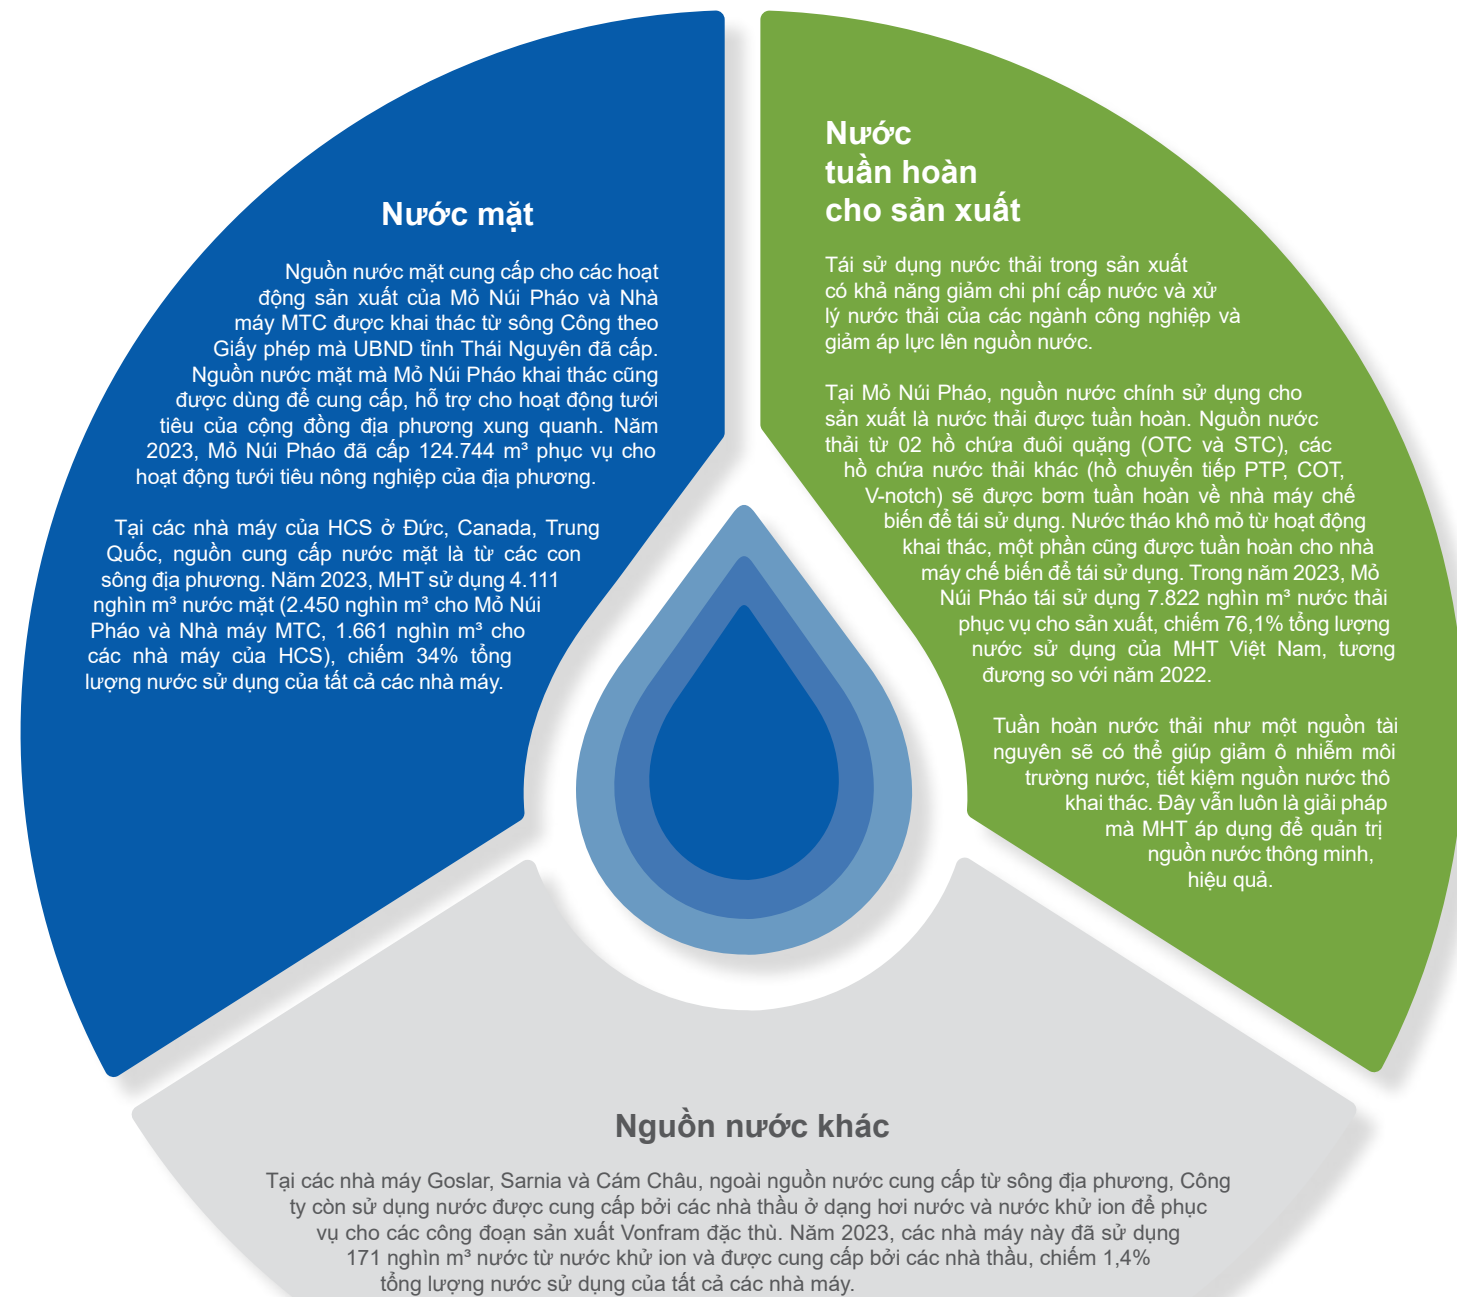 Nước mặt
Nguồn nước mặt cung cấp cho các hoạt
động sản xuất của Mỏ Núi Pháo và Nhà
máy MTC được khai thác từ sông Công theo
Giấy phép mà UBND tỉnh Thái Nguyên đã cấp.
Nguồn nước mặt mà Mỏ Núi Pháo khai thác cũng
được dùng để cung cấp, hỗ trợ cho hoạt động tưới
tiêu của cộng đồng địa phương xung quanh. Năm
2023, Mỏ Núi Pháo đã cấp 124.744 m³ phục vụ cho
hoạt động tưới tiêu nông nghiệp của địa phương.
Tại các nhà máy của HCS ở Đức, Canada, Trung
Quốc, nguồn cung cấp nước mặt là từ các con
sông địa phương. Năm 2023, MHT sử dụng 4.111
nghìn m³ nước mặt (2.450 nghìn m³ cho Mỏ Núi
Pháo và Nhà máy MTC, 1.661 nghìn m³ cho
các nhà máy của HCS), chiếm 34% tổng
lượng nước sử dụng của tất cả các nhà máy.
Nước
tuần hoàn
cho sản xuất
Tái sử dụng nước thải trong sản xuất
có khả năng giảm chi phí cấp nước và xử
lý nước thải của các ngành công nghiệp và
giảm áp lực lên nguồn nước.
Tại Mỏ Núi Pháo, nguồn nước chính sử dụng cho
sản xuất là nước thải được tuần hoàn. Nguồn nước
thải từ 02 hồ chứa đuôi quặng (OTC và STC), các
hồ chứa nước thải khác (hồ chuyển tiếp PTP, COT,
V-notch) sẽ được bơm tuần hoàn về nhà máy chế
biến để tái sử dụng. Nước tháo khô mỏ từ hoạt động
khai thác, một phần cũng được tuần hoàn cho nhà
máy chế biến để tái sử dụng. Trong năm 2023, Mỏ
Núi Pháo tái sử dụng 7.822 nghìn m³ nước thải
phục vụ cho sản xuất, chiếm 76,1% tổng lượng
nước sử dụng của MHT Việt Nam, tương
đương so với năm 2022.
Tuần hoàn nước thải như một nguồn tài
nguyên sẽ có thể giúp giảm ô nhiễm môi
trường nước, tiết kiệm nguồn nước thô
khai thác. Đây vẫn luôn là giải pháp
mà MHT áp dụng để quản trị
nguồn nước thông minh,
hiệu quả.
Nguồn nước khác
Tại các nhà máy Goslar, Sarnia và Cám Châu, ngoài nguồn nước cung cấp từ sông địa phương, Công
ty còn sử dụng nước được cung cấp bởi các nhà thầu ở dạng hơi nước và nước khử ion để phục
vụ cho các công đoạn sản xuất Vonfram đặc thù. Năm 2023, các nhà máy này đã sử dụng
171 nghìn m³ nước từ nước khử ion và được cung cấp bởi các nhà thầu, chiếm 1,4%
tổng lượng nước sử dụng của tất cả các nhà máy.